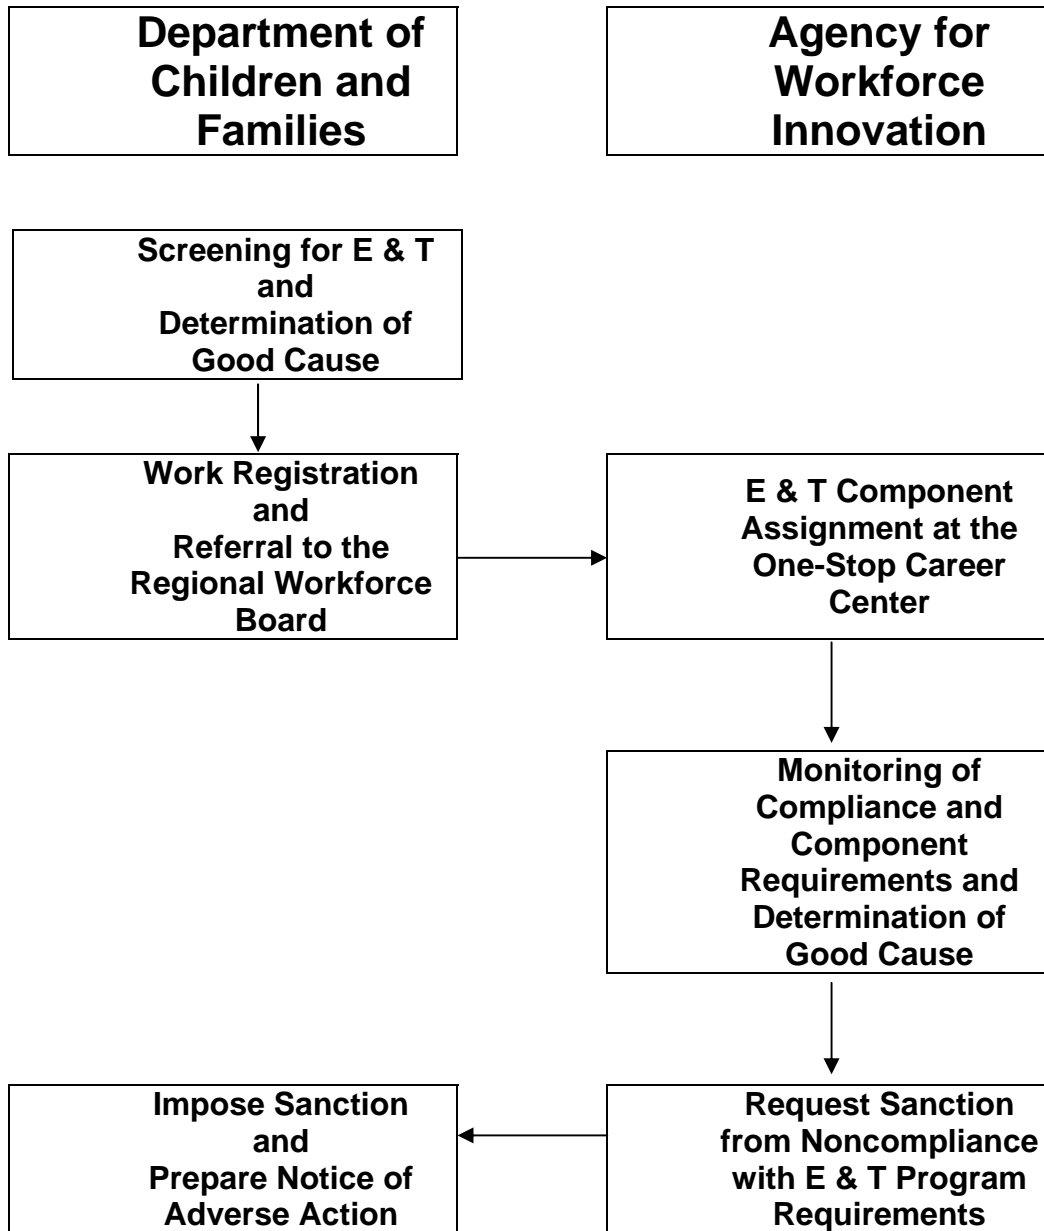 Department of
Children and
Families
Agency for
Workforce
Innovation
Screening for E & T
and
Determination of
Good Cause
Work Registration
and
Referral to the
Regional Workforce
Board
E & T Component
Assignment at the
One-Stop Career
Center
Monitoring of
Compliance and
Component
Requirements and
Determination of
Good Cause
Impose Sanction
and
Prepare Notice of
Adverse Action
Request Sanction
from Noncompliance
with E & T Program
Requirements